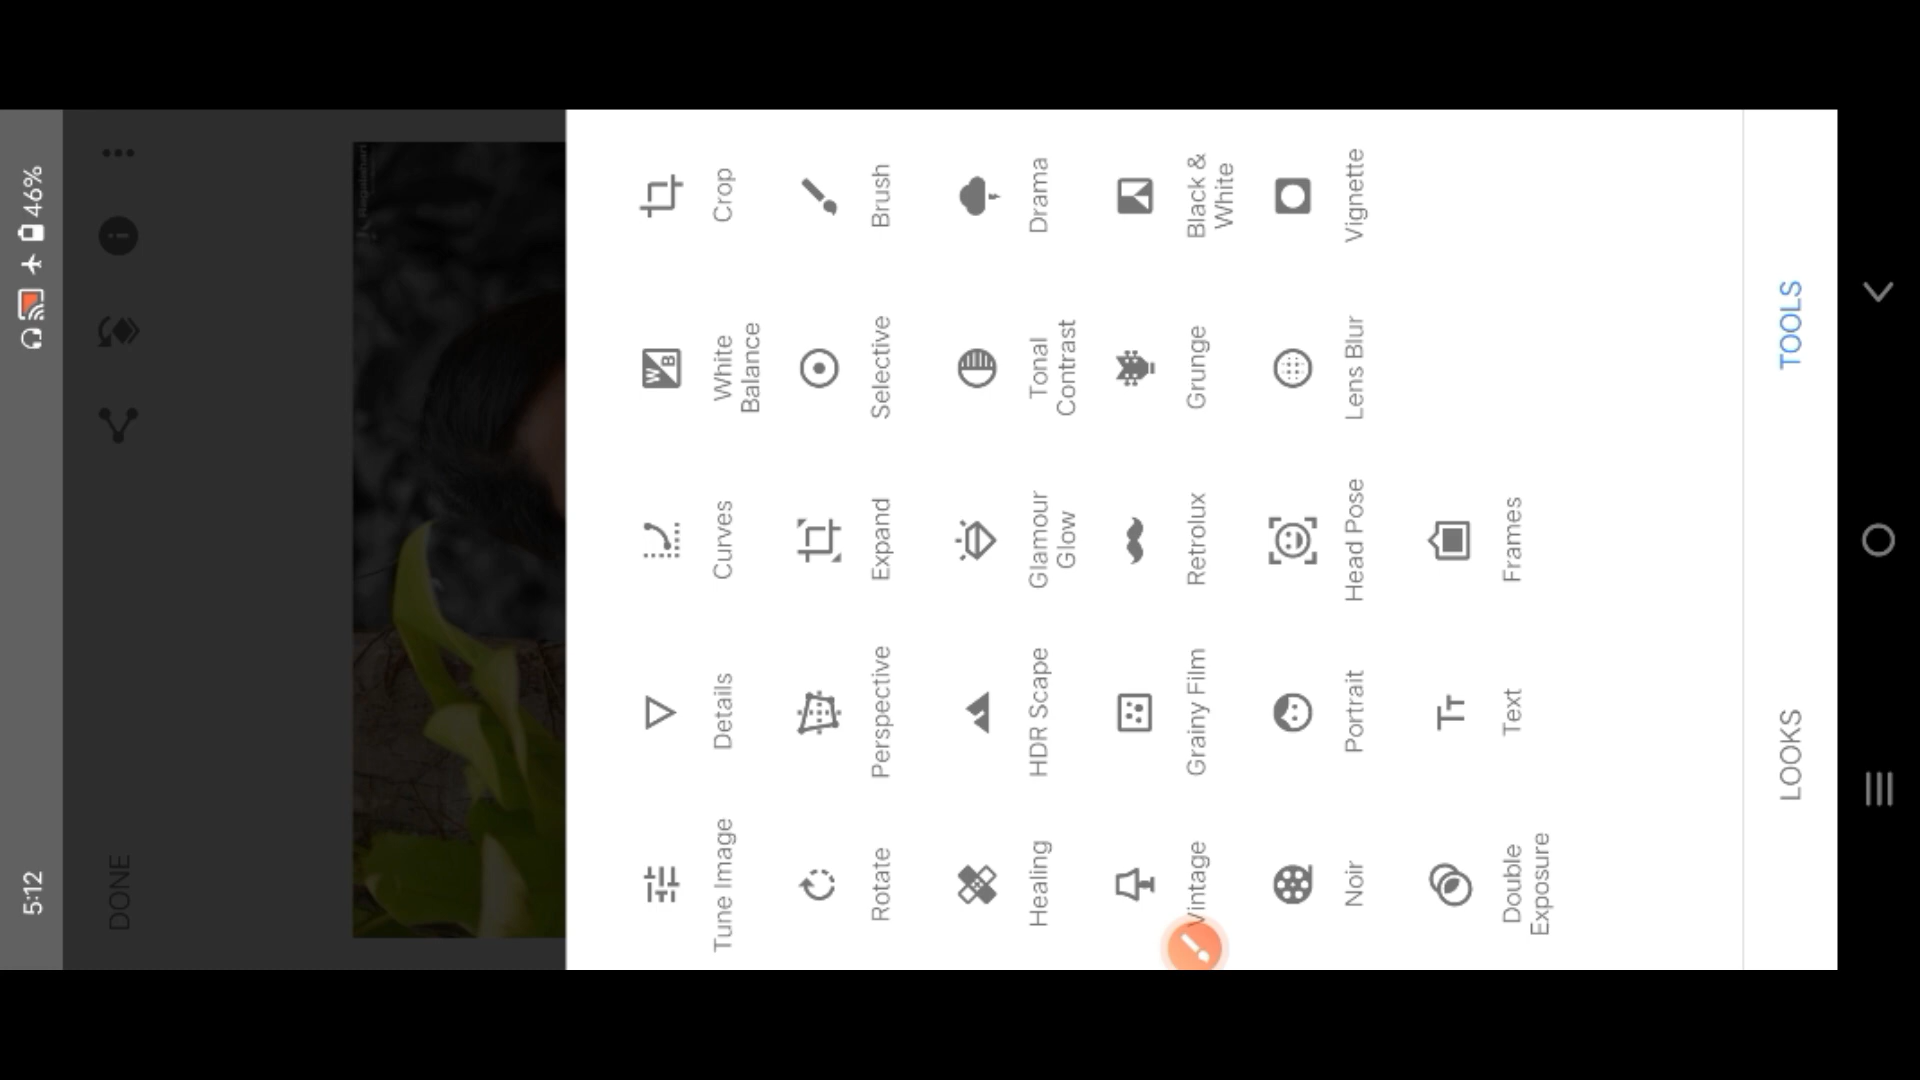 5:12
46%
DONE
Tune Image
Details
Curves
White
Balance
Crop
Rotate
Perspective
Expand
Selective
Brush
Healing
HDR Scape
Glamour
Glow
Tonal
Contrast
Drama
Vintage
Grainy Film
Retrolux
Grunge
Black &
White
Noir
Portrait
Head Pose
Lens Blur
Vignette
Double
Exposure
Text
Frames
LOOKS
TOOLS